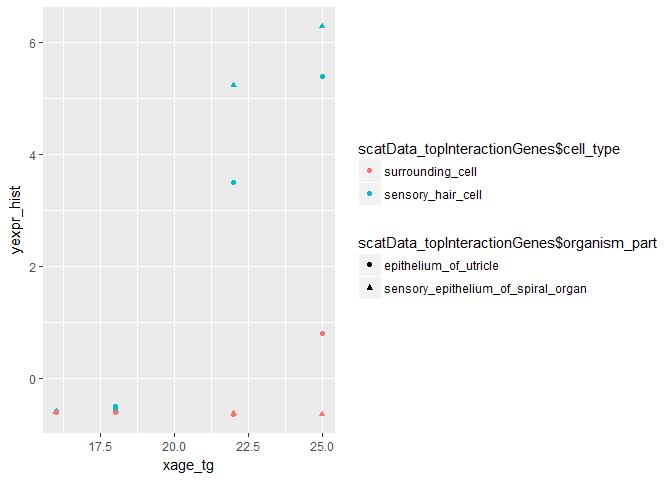 6
4
2
0
yexpr_hist
17.5
20.0
22.5
25.0
xage_tg
scatData_topInteractionGenes$cell_type
surrounding_cell
sensory_hair_cell
scatData_topInteractionGenes$organism_part
epithelium_of_utricle
sensory_epithelium_of_spiral_organ